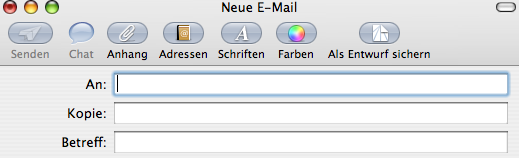 Neue E-Mail
Senden Chat Anhang Adressen Schriften Farben Als Entwurf sichern
An:
Kopie:
Betreff: